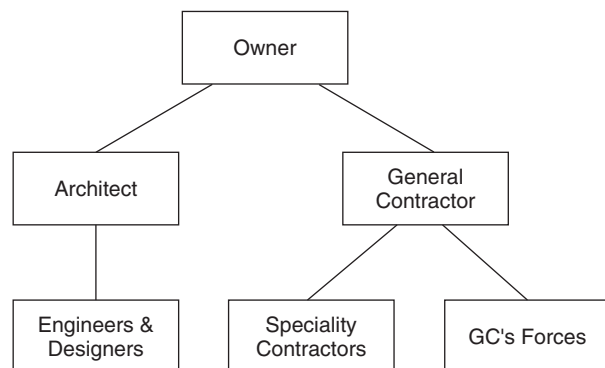 Owner
Architect
General
Contractor
Engineers &
Designers
Speciality
Contractors
GC's Forces